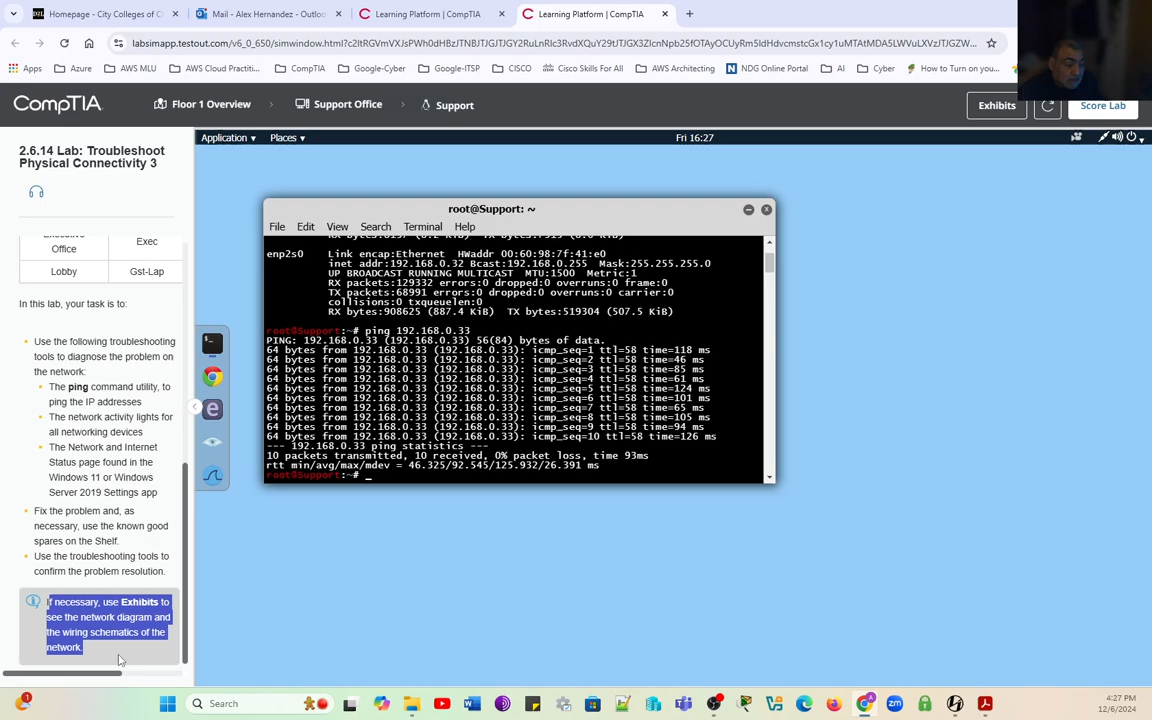 Homepage - City Colleges of C
Mail - Alex Hernandez - Outloo
Learning Platform | CompTIA
Learning Platform | CompTIA
labsimapp.testout.com/v6_0_650/simwindow.html?
Apps
Azure
AWS MLU
AWS Cloud Practiti...
CompTIA
Google-Cyber
Google-ITSP
CISCO
Cisco Skills For All
AWS Architecting
NDG Online Portal
AI
Cyber
How to Turn on you...
CompTIA.
Floor 1 Overview
Support Office
Support
Exhibits
Score Lab
2.6.14 Lab: Troubleshoot
Physical Connectivity 3
Application
Places
Fri 16:27
Office
Exec
Lobby
Gst-Lap
In this lab, your task is to:
Use the following troubleshooting
tools to diagnose the problem on
the network:
The ping command utility, to
ping the IP addresses
The network activity lights for
all networking devices
The Network and Internet
Status page found in the
Windows 11 or Windows
Server 2019 Settings app
Fix the problem and, as
necessary, use the known good
spares on the Shelf.
Use the troubleshooting tools to
confirm the problem resolution.
If necessary, use Exhibits to
see the network diagram and
the wiring schematics of the
network.
root@Support: ~
File Edit View Search Terminal Help
enp2s0 Link encap:Ethernet HWaddr 00:60:98:7f:41:e0
inet addr:192.168.0.32 Bcast:192.168.0.255 Mask:255.255.255.0
UP BROADCAST RUNNING MULTICAST MTU:1500 Metric:1
RX packets:129332 errors:0 dropped:0 overruns:0 frame:0
TX packets:68991 errors:0 dropped:0 overruns:0 carrier:0
collisions:0 txqueuelen:0
RX bytes:908625 (887.4 KiB) TX bytes:519304 (507.5 KiB)
root@Support:~# ping 192.168.0.33
PING: 192.168.0.33 (192.168.0.33) 56(84) bytes of data.
64 bytes from 192.168.0.33 (192.168.0.33): icmp_seq=1 ttl=58 time=118 ms
64 bytes from 192.168.0.33 (192.168.0.33): icmp_seq=2 ttl=58 time=46 ms
64 bytes from 192.168.0.33 (192.168.0.33): icmp_seq=3 ttl=58 time=85 ms
64 bytes from 192.168.0.33 (192.168.0.33): icmp_seq=4 ttl=58 time=61 ms
64 bytes from 192.168.0.33 (192.168.0.33): icmp_seq=5 ttl=58 time=124 ms
64 bytes from 192.168.0.33 (192.168.0.33): icmp_seq=6 ttl=58 time=101 ms
64 bytes from 192.168.0.33 (192.168.0.33): icmp_seq=7 ttl=58 time=65 ms
64 bytes from 192.168.0.33 (192.168.0.33): icmp_seq=8 ttl=58 time=105 ms
64 bytes from 192.168.0.33 (192.168.0.33): icmp_seq=9 ttl=58 time=94 ms
64 bytes from 192.168.0.33 (192.168.0.33): icmp_seq=10 ttl=58 time=126 ms
--- 192.168.0.33 ping statistics ---
10 packets transmitted, 10 received, 0% packet loss, time 93ms
rtt min/avg/max/mdev = 46.325/92.545/125.932/26.391 ms
root@Support:~# _
Search
4:27 PM
12/6/2024